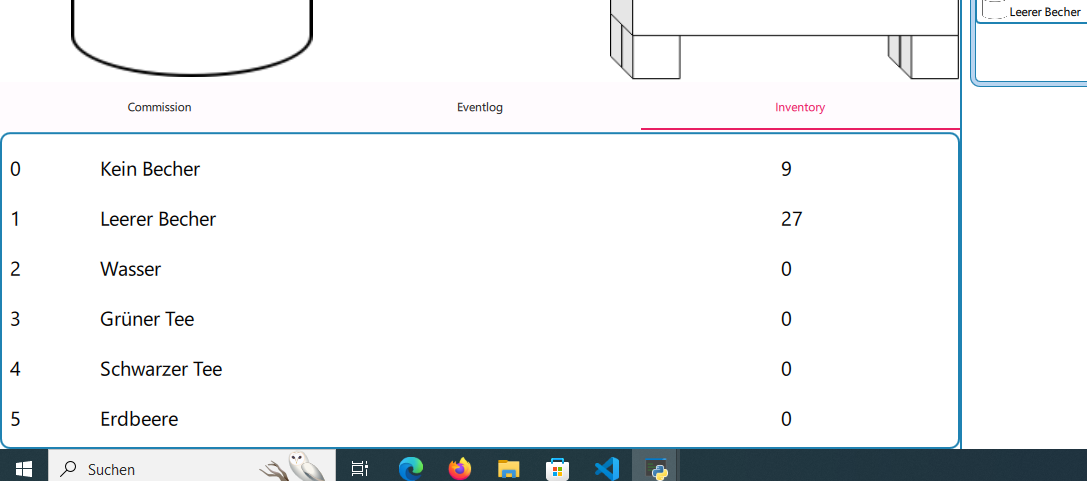 Leerer Becher
Commission Eventlog Inventory
0 Kein Becher 9
1 Leerer Becher 27
2 Wasser 0
3 Grüner Tee 0
4 Schwarzer Tee 0
5 Erdbeere 0
Suchen